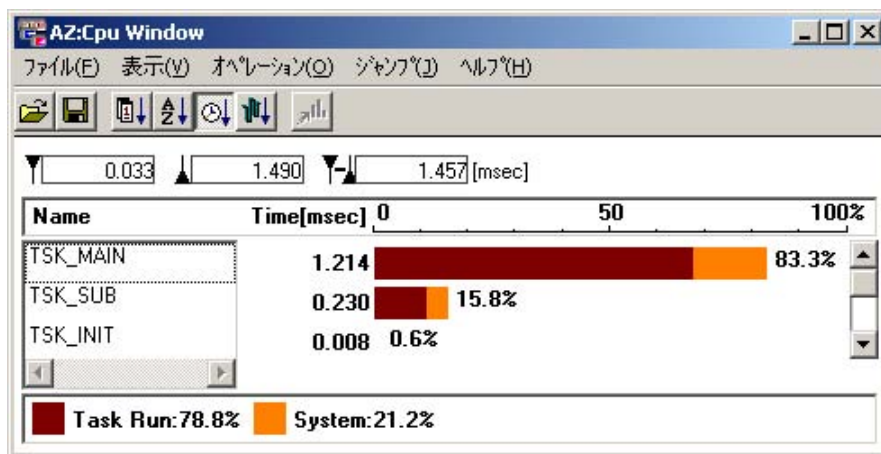 AZ:Cpu Window
ファイル(F) 表示(V) オペレーション(O) ジャンプ(J) ヘルプ(H)
0.033 1.490 1.457 [msec]
Name Time[msec] 0 50 100%
TSK_MAIN 1.214 83.3%
TSK_SUB 0.230 15.8%
TSK_INIT 0.008 0.6%
Task Run:78.8% System:21.2%